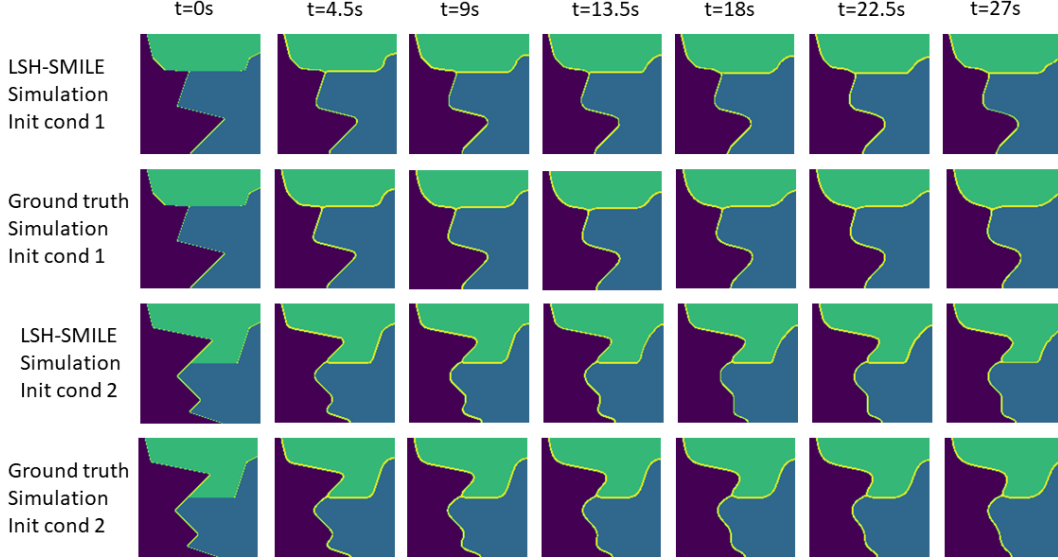 t=0s t=4.5s t=9s t=13.5s t=18s t=22.5s t=27s
LSH-SMILE
Simulation
Init cond 1
Ground truth
Simulation
Init cond 1
LSH-SMILE
Simulation
Init cond 2
Ground truth
Simulation
Init cond 2